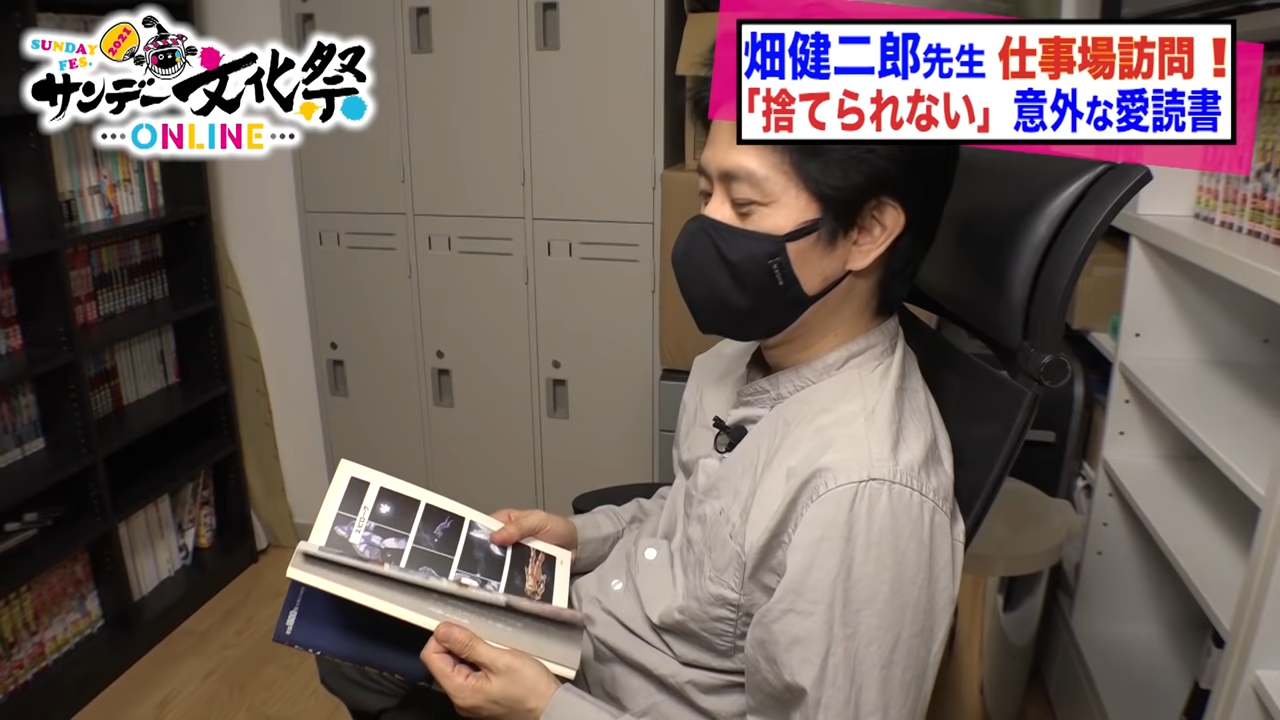 SUNDAY
FES.
2021
サンデー文化祭
ONLINE
畑健二郎先生 仕事場訪問！
「捨てられない」 意外な愛読書